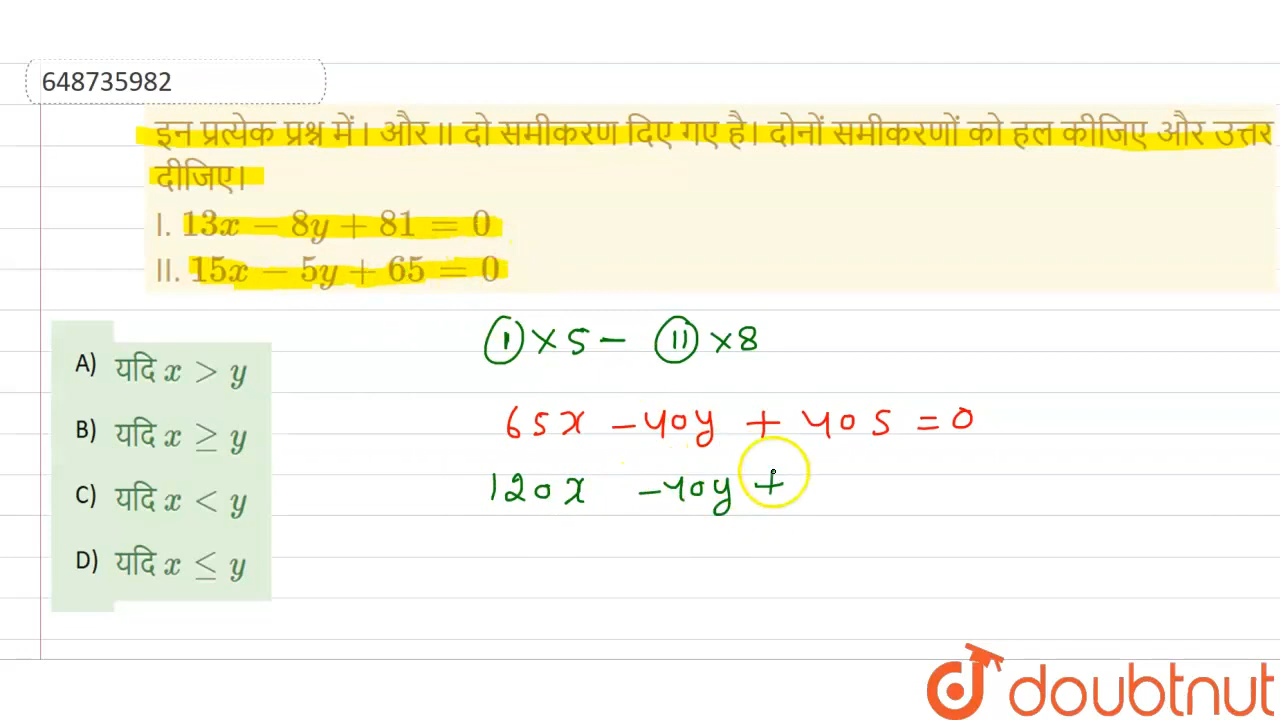 648735982
इन प्रत्येक प्रश्न में I और II दो समीकरण दिए गए है। दोनों समीकरणों को हल कीजिए और उत्तर
दीजिए।
I. 13x − 8y + 81 = 0
II. 15x − 5y + 65 = 0
I × 5 − II × 8
65x − 40y + 405 = 0
120x − 40y +
A) यदि x > y
B) यदि x ≥ y
C) यदि x < y
D) यदि x ≤ y
doubtnut